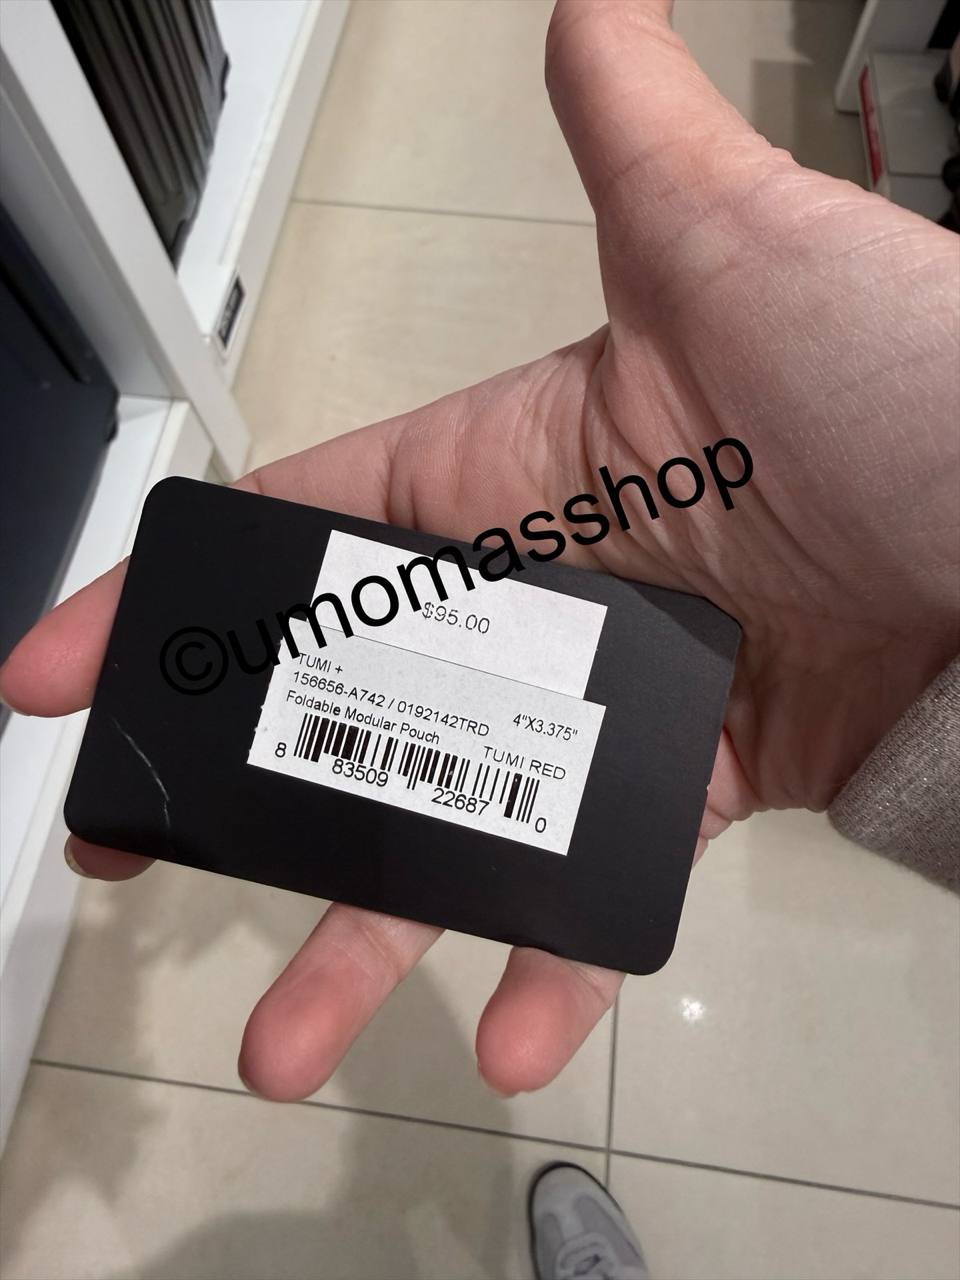 ©umomasshop
$95.00
TUMI +
156656-A742 / 0192142TRD 4"X3.375"
Foldable Modular Pouch TUMI RED
8 83509 22687 0